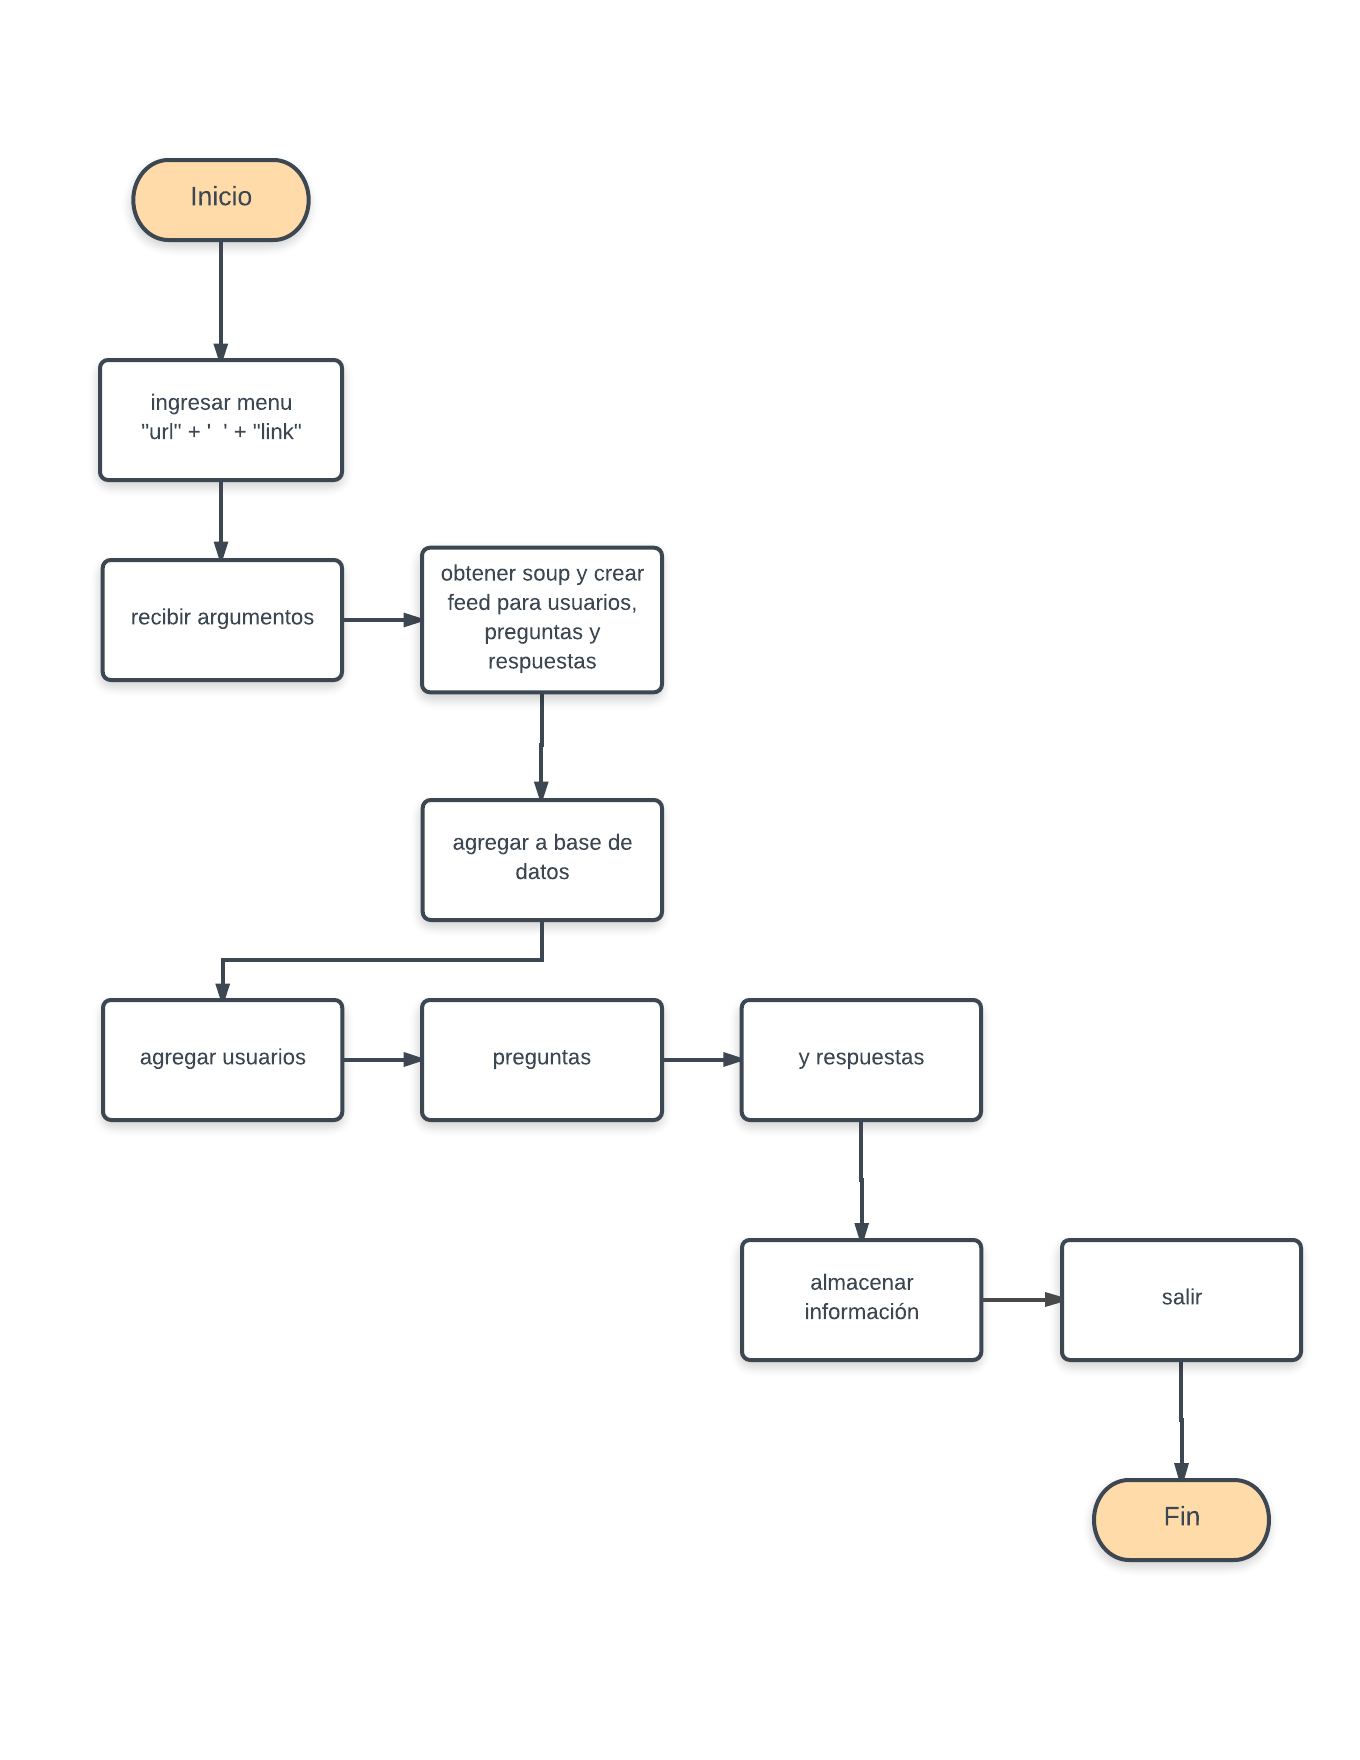 Inicio
ingresar menu
"url" + '  ' + "link"
recibir argumentos
obtener soup y crear
feed para usuarios,
preguntas y
respuestas
agregar a base de
datos
agregar usuarios
preguntas
y respuestas
almacenar
información
salir
Fin